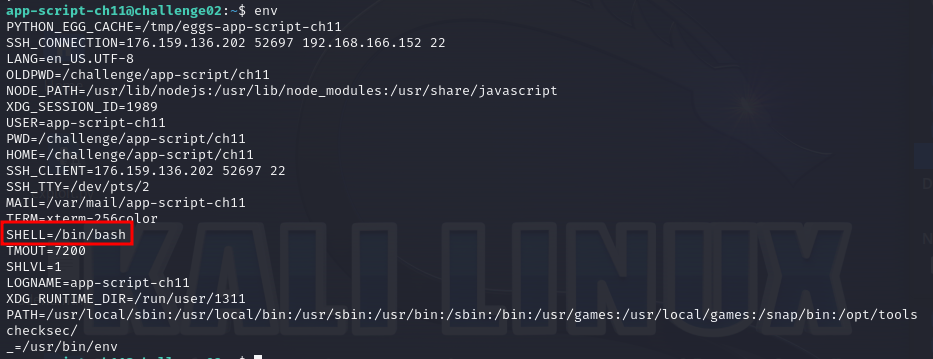 app-script-ch11@challenge02:~$ env
PYTHON_EGG_CACHE=/tmp/eggs-app-script-ch11
SSH_CONNECTION=176.159.136.202 52697 192.168.166.152 22
LANG=en_US.UTF-8
OLDPWD=/challenge/app-script/ch11
NODE_PATH=/usr/lib/nodejs:/usr/lib/node_modules:/usr/share/javascript
XDG_SESSION_ID=1989
USER=app-script-ch11
PWD=/challenge/app-script/ch11
HOME=/challenge/app-script/ch11
SSH_CLIENT=176.159.136.202 52697 22
SSH_TTY=/dev/pts/2
MAIL=/var/mail/app-script-ch11
TERM=xterm-256color
SHELL=/bin/bash
TMOUT=7200
SHLVL=1
LOGNAME=app-script-ch11
XDG_RUNTIME_DIR=/run/user/1311
PATH=/usr/local/sbin:/usr/local/bin:/usr/sbin:/usr/bin:/sbin:/bin:/usr/games:/usr/local/games:/snap/bin:/opt/tools
checksec/
_=/usr/bin/env
KALI LINUX